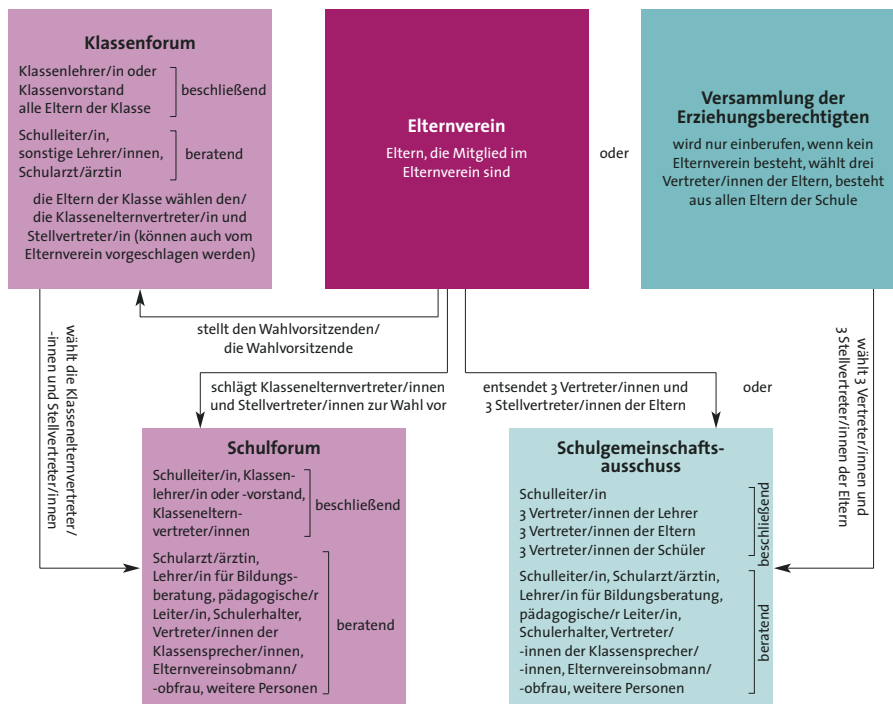 Klassenforum
Klassenlehrer/in oder
Klassenvorstand
alle Eltern der Klasse
beschließend
Schulleiter/in,
sonstige Lehrer/innen,
Schularzt/ärztin
beratend
die Eltern der Klasse wählen den/
die Klassenelternvertreter/in und
Stellvertreter/in (können auch vom
Elternverein vorgeschlagen werden)
Elternverein
Eltern, die Mitglied im
Elternverein sind
oder
Versammlung der
Erziehungsberechtigten
wird nur einberufen, wenn kein
Elternverein besteht, wählt drei
Vertreter/innen der Eltern, besteht
aus allen Eltern der Schule
stellt den Wahlvorsitzenden/
die Wahlvorsitzende
wählt die Klassenelternvertreter/
-innen und Stellvertreter/innen
schlägt Klassenelternvertreter/innen
und Stellvertreter/innen zur Wahl vor
entsendet 3 Vertreter/innen und
3 Stellvertreter/innen der Eltern
oder
wählt 3 Vertreter/innen und
3 Stellvertreter/innen der Eltern
Schulforum
Schulleiter/in, Klassen-
lehrer/in oder -vorstand,
Klasseneltern-
vertreter/innen
beschließend
Schularzt/ärztin,
Lehrer/in für Bildungs-
beratung, pädagogische/r
Leiter/in, Schulerhalter,
Vertreter/innen der
Klassensprecher/innen,
Elternvereinsobmann/
-obfrau, weitere Personen
beratend
Schulgemeinschafts-
ausschuss
Schulleiter/in
3 Vertreter/innen der Lehrer
3 Vertreter/innen der Eltern
3 Vertreter/innen der Schüler
beschließend
Schulleiter/in, Schularzt/ärztin,
Lehrer/in für Bildungsberatung,
pädagogische/r Leiter/in,
Schulerhalter, Vertreter/
-innen der Klassensprecher/
-innen, Elternvereinsobmann/
-obfrau, weitere Personen
beratend